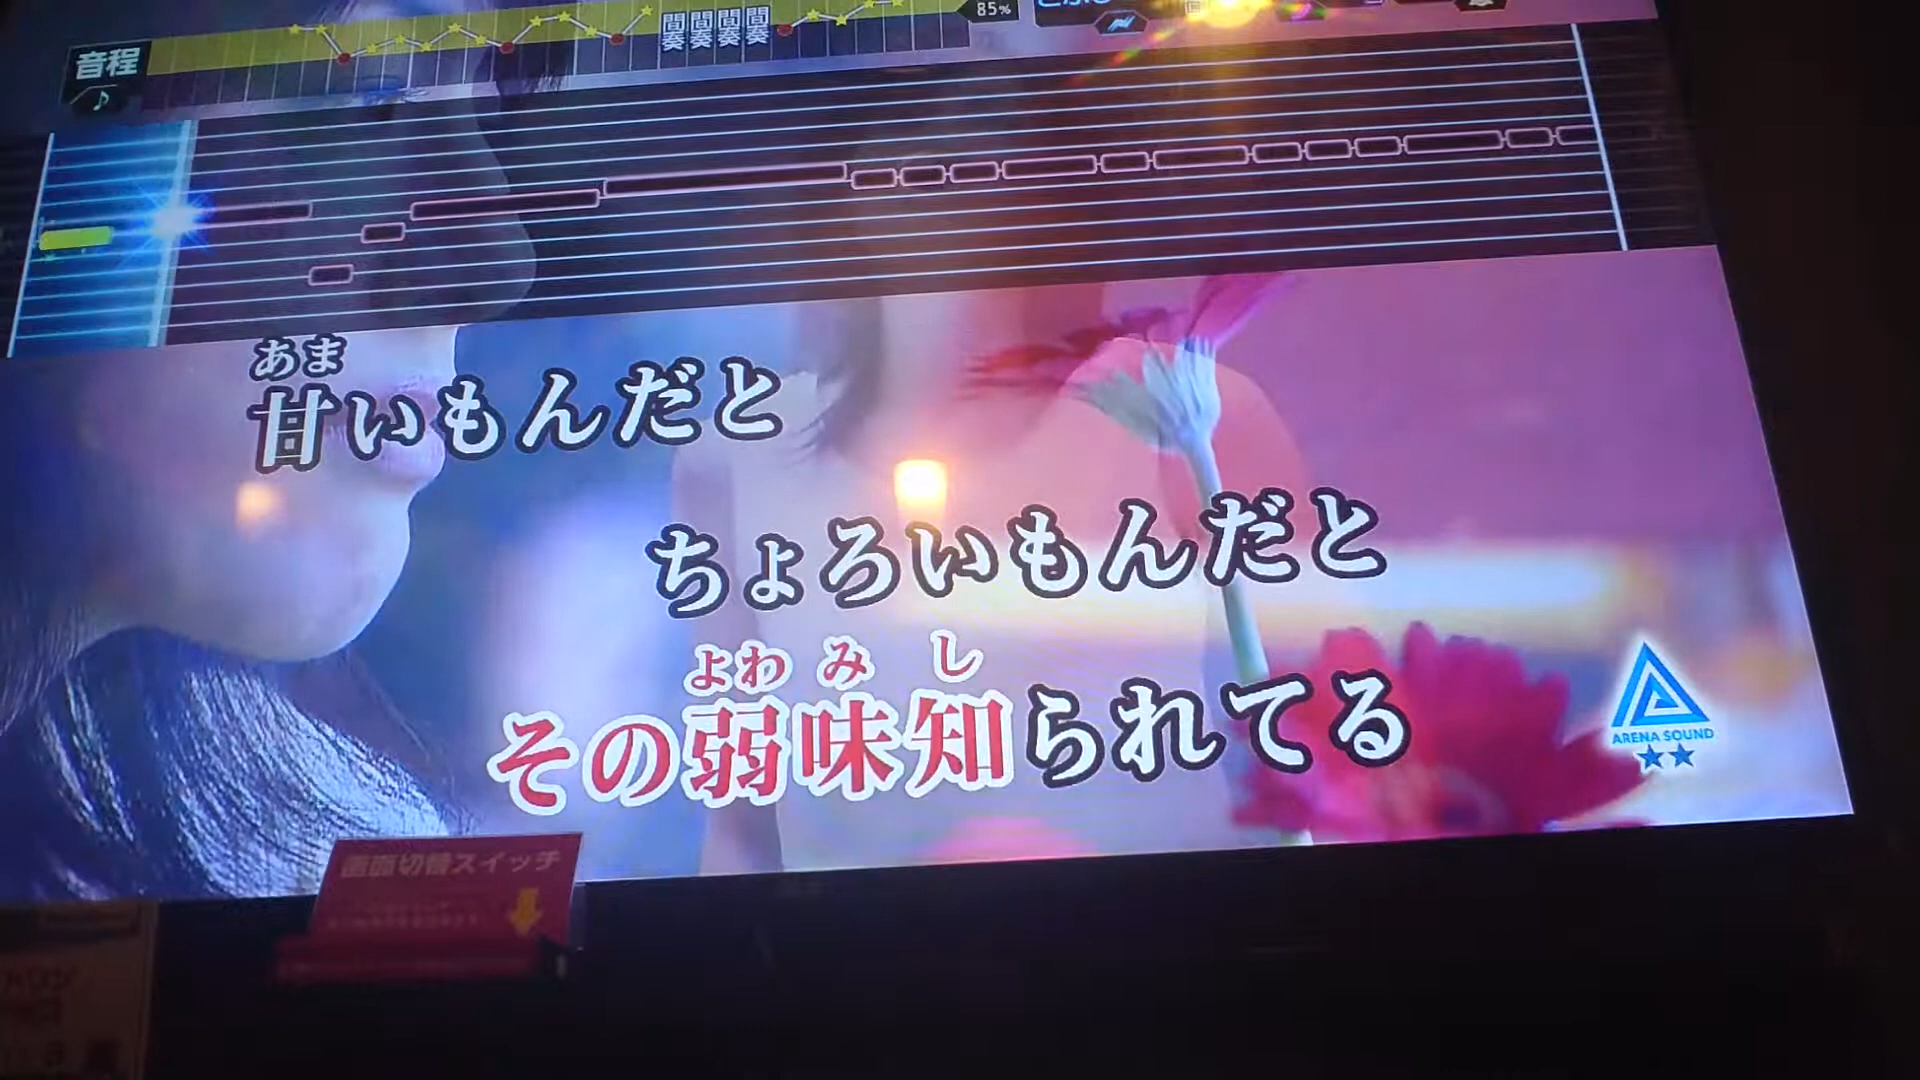 85%
音程
間奏 間奏 間奏 間奏
あま
甘いもんだと
ちょろいもんだと
よわ み し
その弱味知られてる
ARENA SOUND
画面切替スイッチ